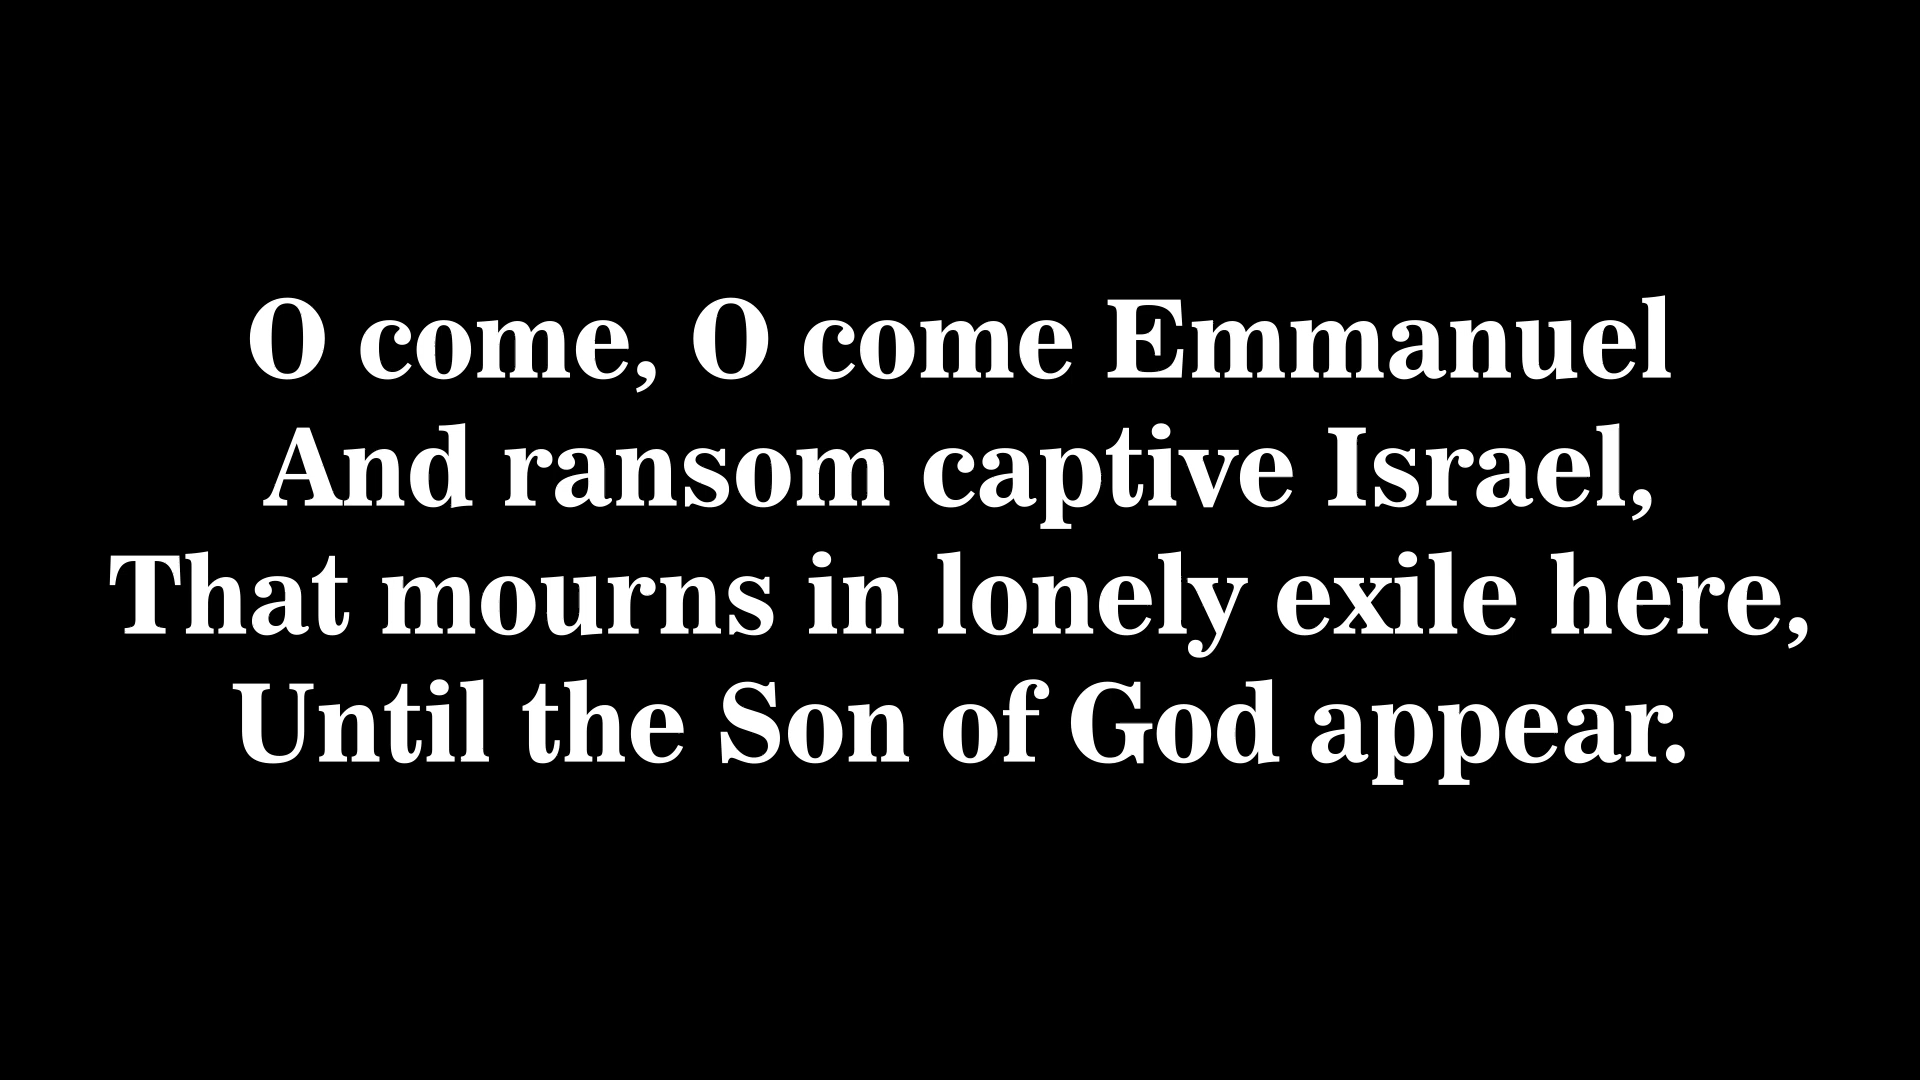 O come, O come Emmanuel
And ransom captive Israel,
That mourns in lonely exile here,
Until the Son of God appear.